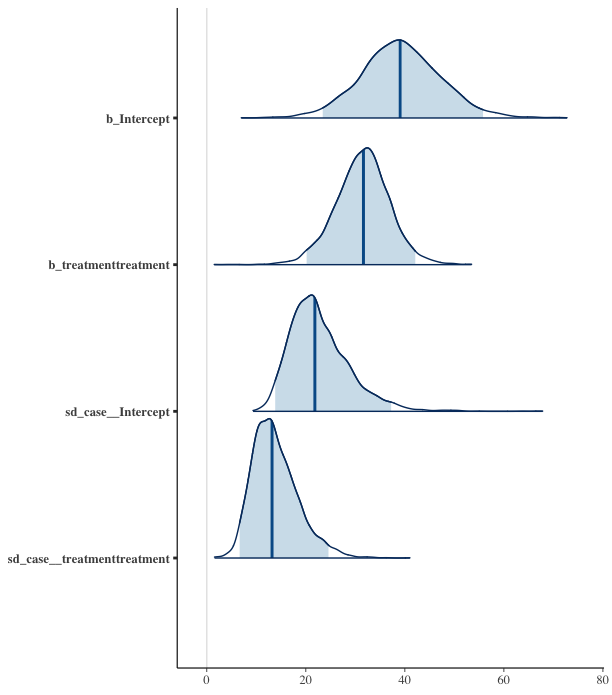 b_Intercept
b_treatmenttreatment
sd_case__Intercept
sd_case__treatmenttreatment
0 20 40 60 80